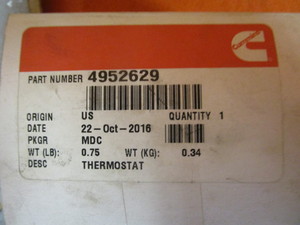 Cummins
PART NUMBER 4952629
ORIGIN US QUANTITY 1
DATE 22-Oct-2016
PKGR MDC
WT (LB): 0.75 WT (KG): 0.34
DESC THERMOSTAT